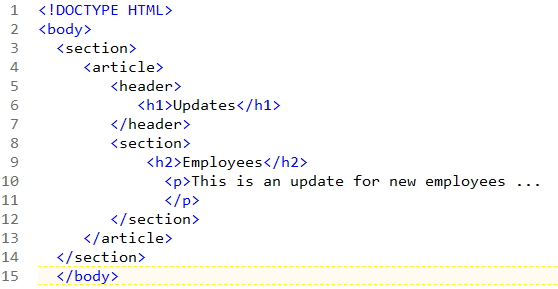 1 <!DOCTYPE HTML>
2 <body>
3 <section>
4 <article>
5 <header>
6 <h1>Updates</h1>
7 </header>
8 <section>
9 <h2>Employees</h2>
10 <p>This is an update for new employees ...
11 </p>
12 </section>
13 </article>
14 </section>
15 </body>